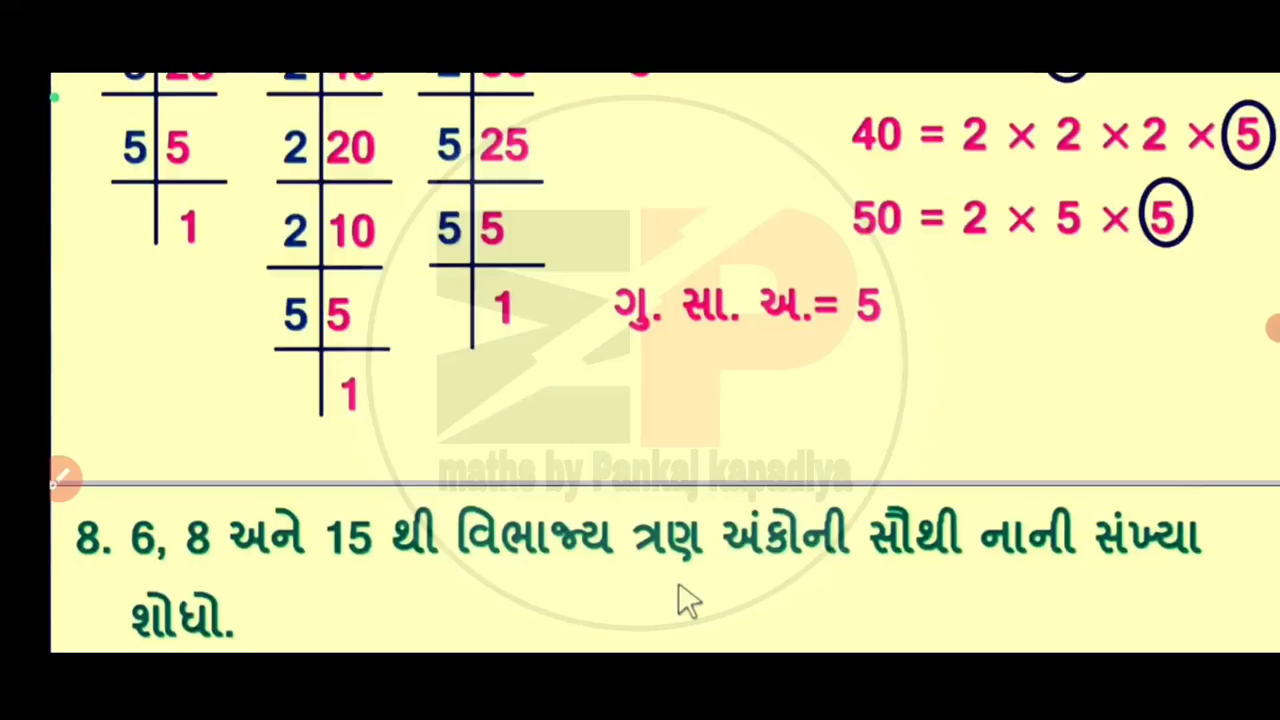 5 5 2 20 5 25 40 = 2 × 2 × 2 × 5
1 2 10 5 5 50 = 2 × 5 × 5
5 5 1 ગુ. સા. અ.= 5
1
maths by Pankaj kapadiya
8. 6, 8 અને 15 થી વિભાજ્ય ત્રણ અંકોની સૌથી નાની સંખ્યા
શોધો.